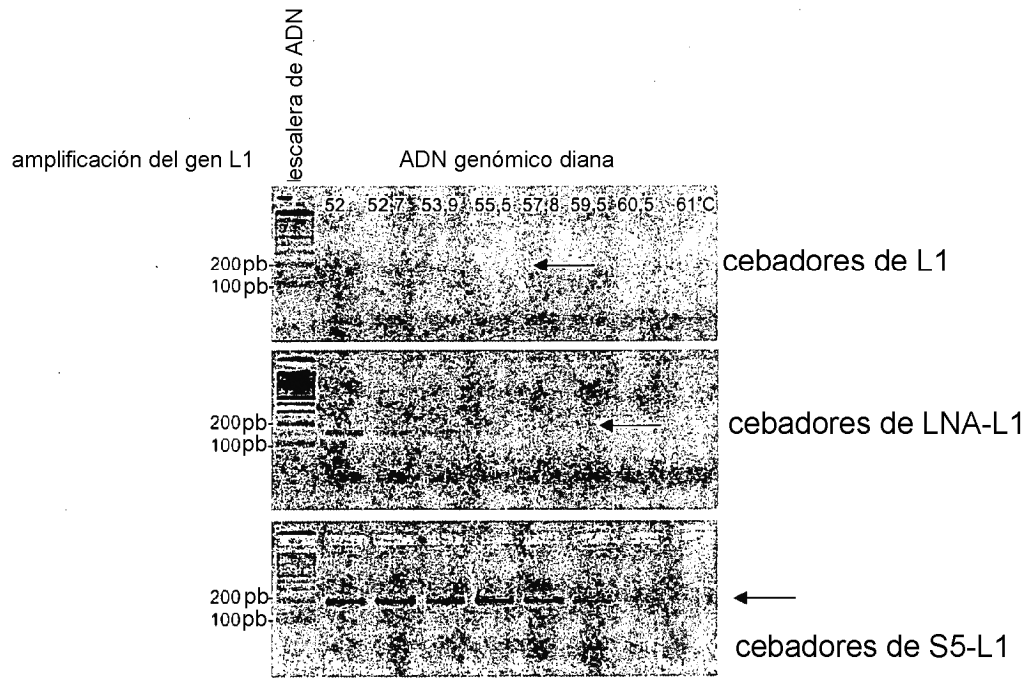 lescalera de ADN
amplificación del gen L1
ADN genómico diana
52 52,7 53,9 55,5 57,8 59,5 60,5 61°C
200pb
100pb
cebadores de L1
200pb
100pb
cebadores de LNA-L1
200pb
100pb
cebadores de S5-L1